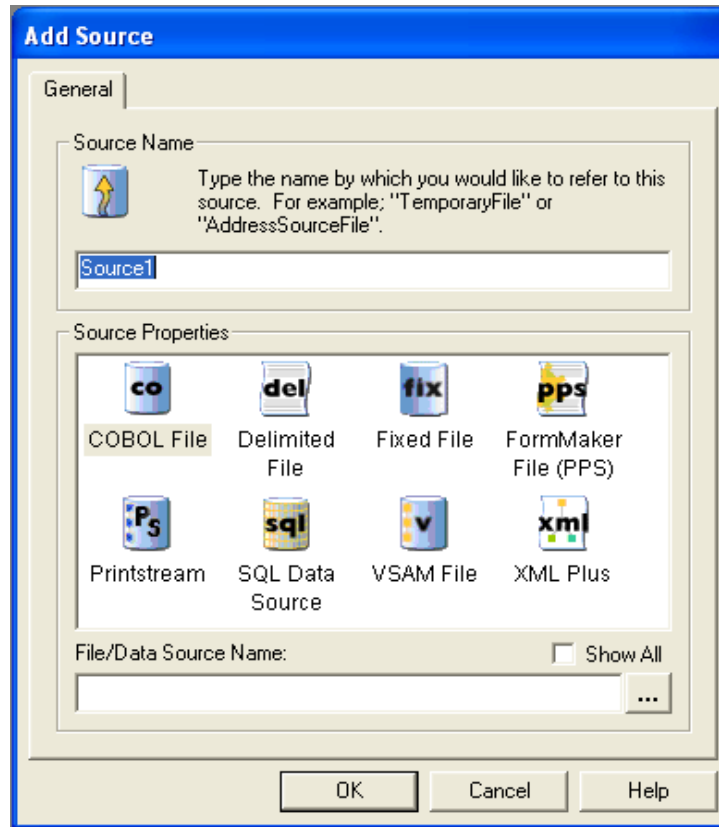 Add Source
General
Source Name
Type the name by which you would like to refer to this
source. For example; "TemporaryFile" or
"AddressSourceFile".
Source1
Source Properties
co del fix pps
COBOL File Delimited File Fixed File FormMaker File (PPS)
Ps sql v xml
Printstream SQL Data Source VSAM File XML Plus
File/Data Source Name: Show All
...
OK Cancel Help